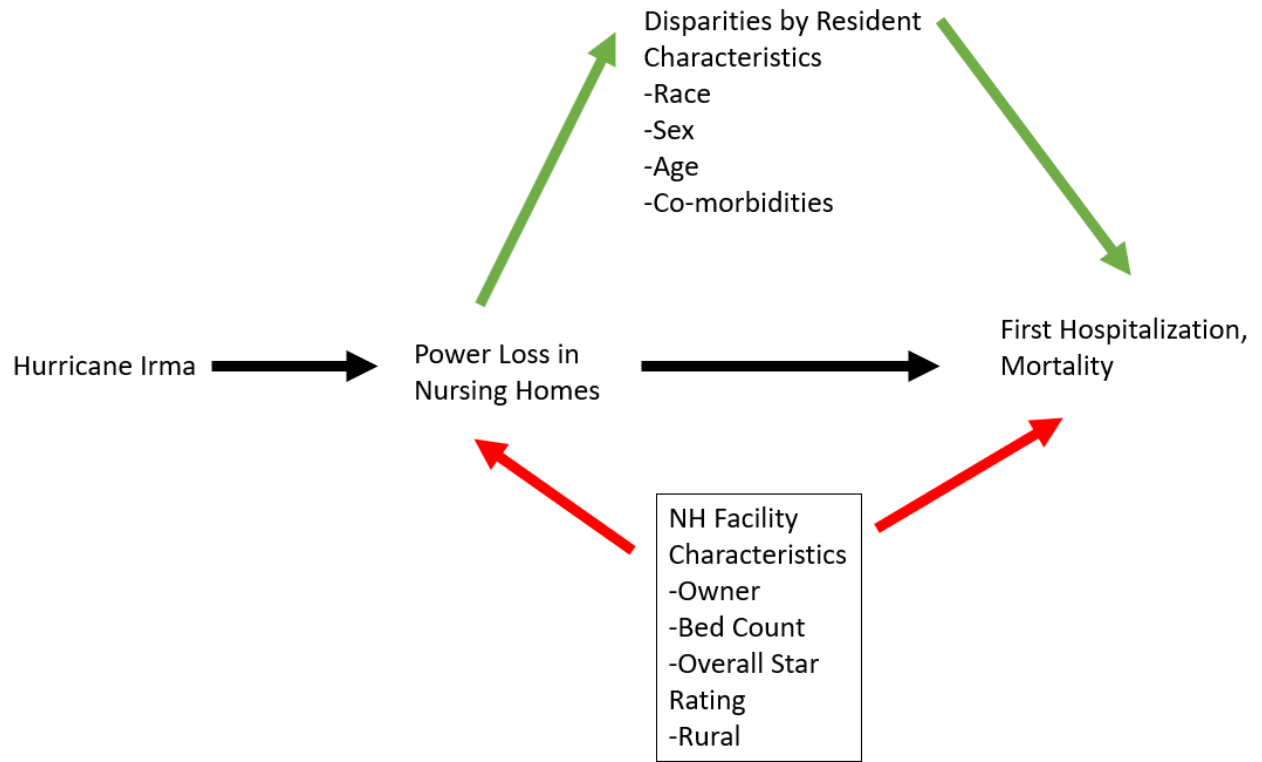 Disparities by Resident
Characteristics
-Race
-Sex
-Age
-Co-morbidities
Hurricane Irma
Power Loss in
Nursing Homes
First Hospitalization,
Mortality
NH Facility
Characteristics
-Owner
-Bed Count
-Overall Star
Rating
-Rural